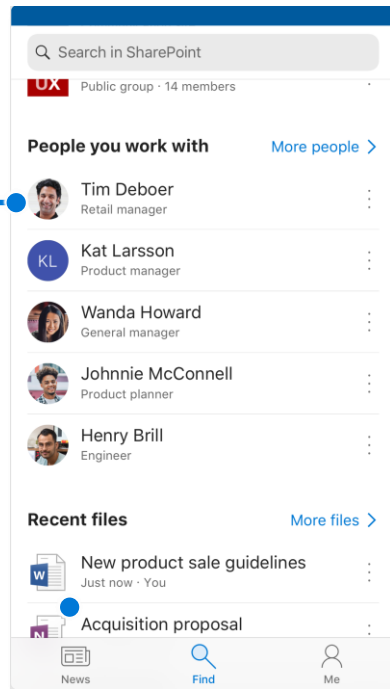 Search in SharePoint
UX
Public group · 14 members
People you work with
More people
Tim Deboer
Retail manager
KL
Kat Larsson
Product manager
Wanda Howard
General manager
Johnnie McConnell
Product planner
Henry Brill
Engineer
Recent files
More files
W
New product sale guidelines
Just now · You
N
Acquisition proposal
News
Find
Me